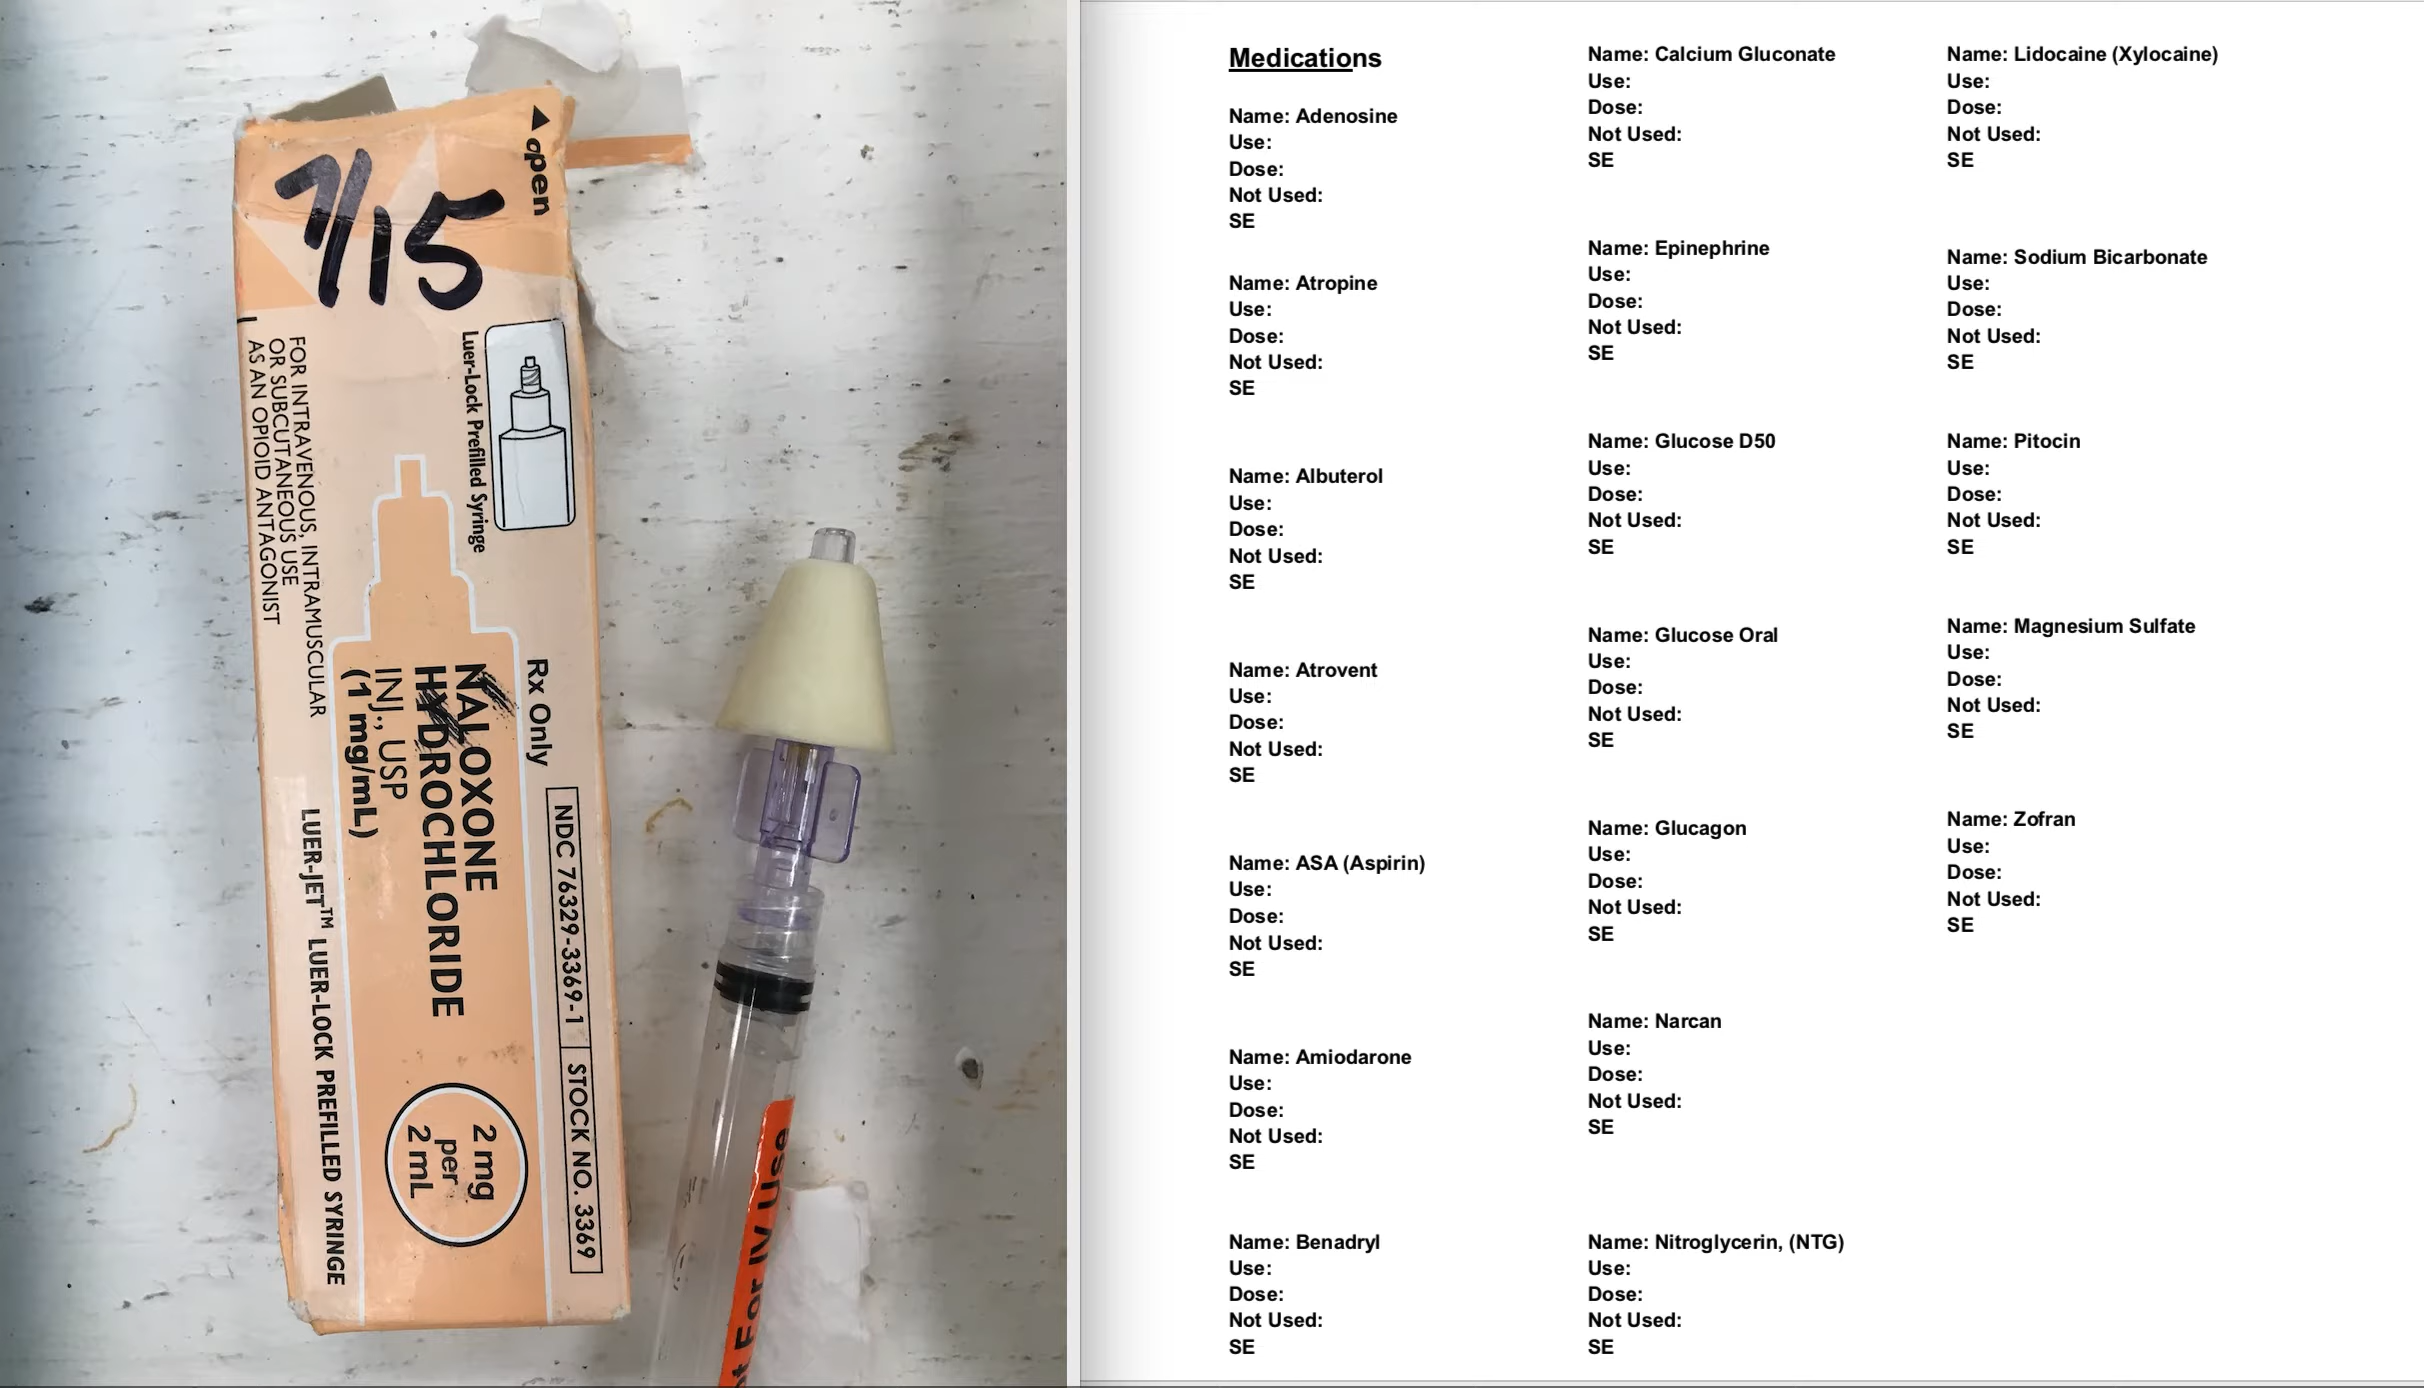 7/15
open
Luer-Lock Prefilled Syringe
FOR INTRAVENOUS, INTRAMUSCULAR
OR SUBCUTANEOUS USE
AS AN OPIOID ANTAGONIST
Rx Only
NALOXONE
HYDROCHLORIDE
INJ., USP
(1 mg/mL)
NDC 76329-3369-1 STOCK NO. 3369
LUER-JET™ LUER-LOCK PREFILLED SYRINGE
2 mg
per
2 mL
For IV Use
Medications
Name: Adenosine
Use:
Dose:
Not Used:
SE
Name: Atropine
Use:
Dose:
Not Used:
SE
Name: Albuterol
Use:
Dose:
Not Used:
SE
Name: Atrovent
Use:
Dose:
Not Used:
SE
Name: ASA (Aspirin)
Use:
Dose:
Not Used:
SE
Name: Amiodarone
Use:
Dose:
Not Used:
SE
Name: Benadryl
Use:
Dose:
Not Used:
SE
Name: Calcium Gluconate
Use:
Dose:
Not Used:
SE
Name: Epinephrine
Use:
Dose:
Not Used:
SE
Name: Glucose D50
Use:
Dose:
Not Used:
SE
Name: Glucose Oral
Use:
Dose:
Not Used:
SE
Name: Glucagon
Use:
Dose:
Not Used:
SE
Name: Narcan
Use:
Dose:
Not Used:
SE
Name: Nitroglycerin, (NTG)
Use:
Dose:
Not Used:
SE
Name: Lidocaine (Xylocaine)
Use:
Dose:
Not Used:
SE
Name: Sodium Bicarbonate
Use:
Dose:
Not Used:
SE
Name: Pitocin
Use:
Dose:
Not Used:
SE
Name: Magnesium Sulfate
Use:
Dose:
Not Used:
SE
Name: Zofran
Use:
Dose:
Not Used:
SE